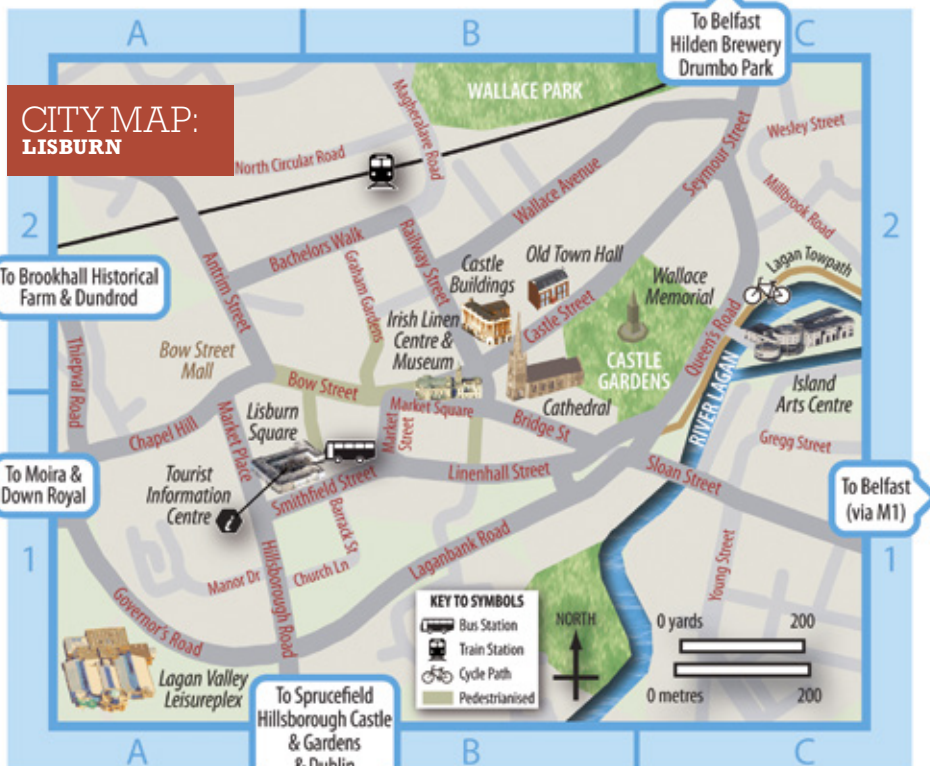 A
B
C
To Belfast
Hilden Brewery
Drumbo Park
CITY MAP:
LISBURN
WALLACE PARK
Magheralave Road
North Circular Road
Wesley Street
Seymour Street
Millbrook Road
Wallace Avenue
2
2
Bachelors Walk
Railway Street
Antrim Street
Graham Gardens
Castle
Buildings
Old Town Hall
Wallace
Memorial
Lagan Towpath
To Brookhall Historical
Farm & Dundrod
Irish Linen
Centre &
Museum
Castle Street
Queen's Road
Thiepval Road
Bow Street
Mall
CASTLE
GARDENS
RIVER LAGAN
Bow Street
Island
Arts Centre
Lisburn
Square
Market Square
Market
Street
Cathedral
Bridge St
Chapel Hill
Market Place
Gregg Street
To Moira &
Down Royal
Tourist
Information
Centre
i
Smithfield Street
Linenhall Street
Sloan Street
To Belfast
(via M1)
Barrack St
Laganbank Road
1
1
Manor Dr
Church Ln
Hillsborough Road
Young Street
Governor's Road
KEY TO SYMBOLS
Bus Station
Train Station
Cycle Path
Pedestrianised
NORTH
0 yards 200
0 metres 200
Lagan Valley
Leisureplex
To Sprucefield
Hillsborough Castle
& Gardens
& Dublin
A
B
C